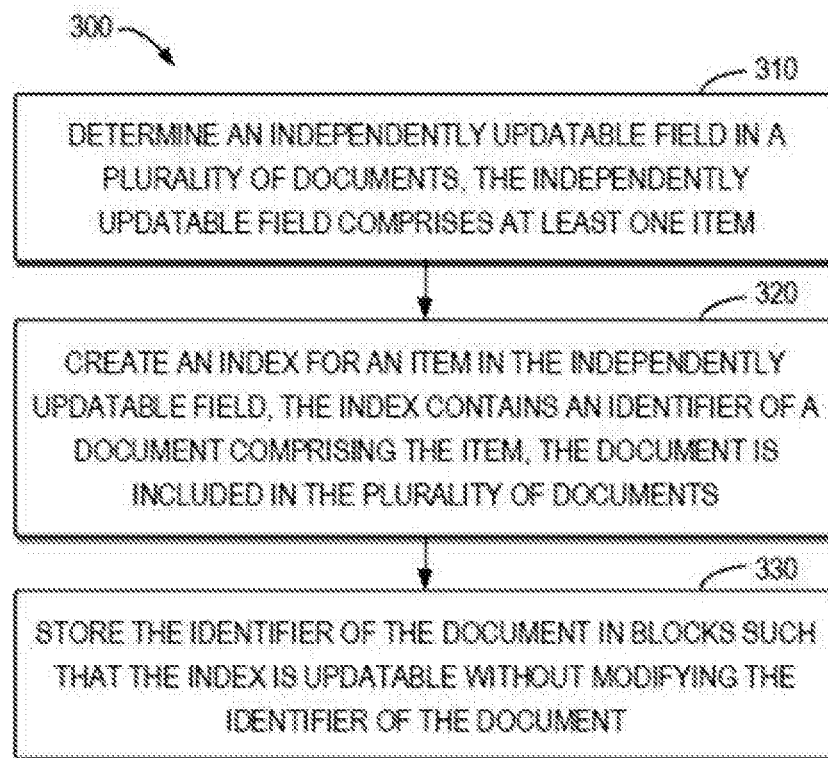 300
310
DETERMINE AN INDEPENDENTLY UPDATABLE FIELD IN A
PLURALITY OF DOCUMENTS, THE INDEPENDENTLY
UPDATABLE FIELD COMPRISES AT LEAST ONE ITEM
320
CREATE AN INDEX FOR AN ITEM IN THE INDEPENDENTLY
UPDATABLE FIELD, THE INDEX CONTAINS AN IDENTIFIER OF A
DOCUMENT COMPRISING THE ITEM, THE DOCUMENT IS
INCLUDED IN THE PLURALITY OF DOCUMENTS
330
STORE THE IDENTIFIER OF THE DOCUMENT IN BLOCKS SUCH
THAT THE INDEX IS UPDATABLE WITHOUT MODIFYING THE
IDENTIFIER OF THE DOCUMENT